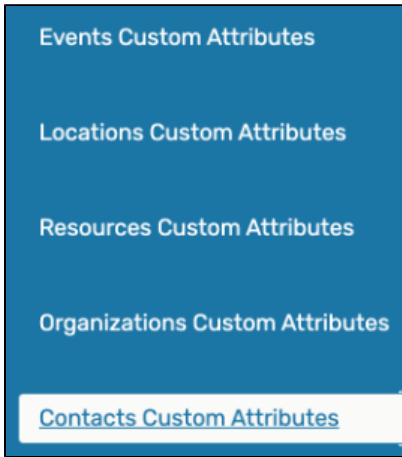 Events Custom Attributes
Locations Custom Attributes
Resources Custom Attributes
Organizations Custom Attributes
Contacts Custom Attributes